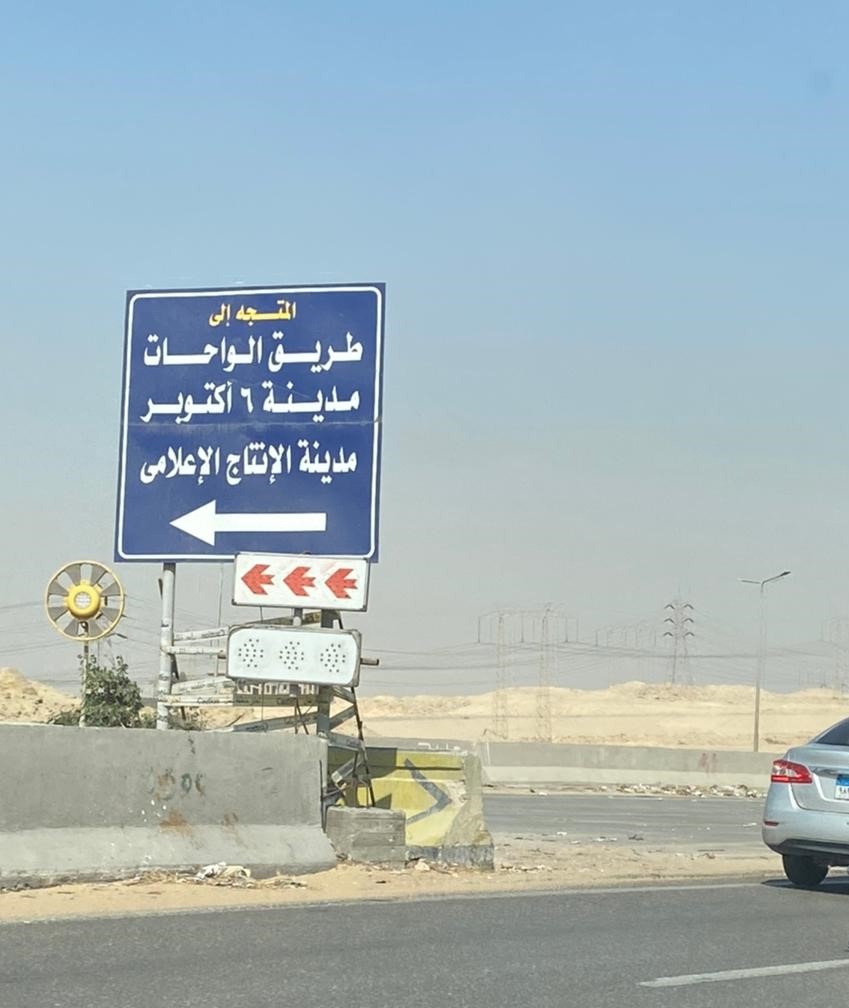 المتجه إلى
طريق الواحات
مدينة ٦ أكتوبر
مدينة الإنتاج الإعلامى